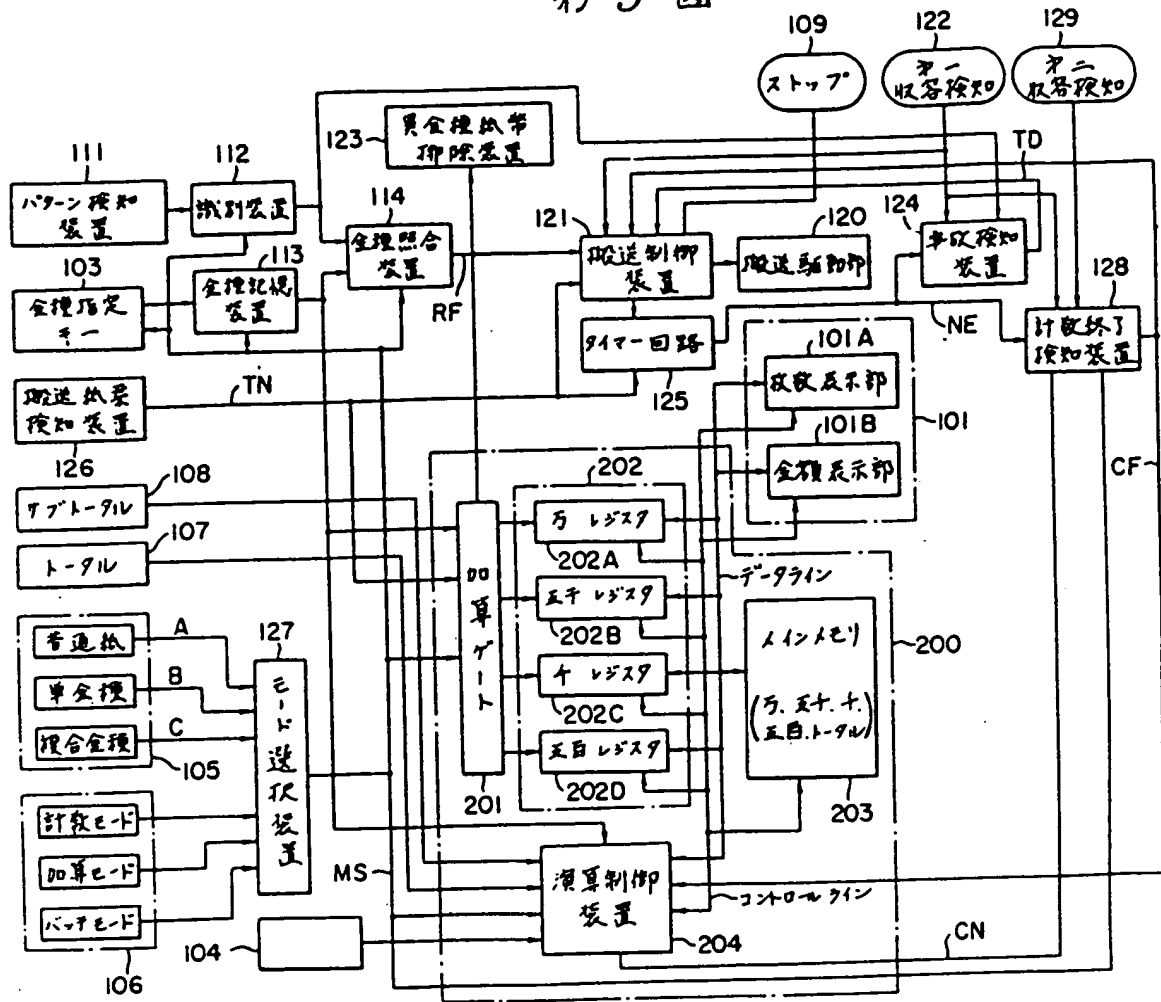 109
122
129
ストップ
第一
収容検知
第二
収容検知
123
異金種紙幣
排除装置
111
112
パターン検知
装置
識別装置
114
金種照合
装置
121
搬送制御
装置
120
搬送駆動部
TD
124
事故検知
装置
128
計数終了
検知装置
103
金種指定
キー
113
金種記憶
装置
RF
NE
タイマー回路
125
101A
枚数表示部
101B
金額表示部
101
搬送紙葉
検知装置
126
TN
CF
サブトータル
108
トータル
107
202
万レジスタ
202A
五千レジスタ
202B
千レジスタ
202C
五百レジスタ
202D
加算ゲート
201
データライン
メインメモリ
(万、五千、千、
五百、トータル)
203
200
普通紙
A
単金種
B
混合金種
C
105
127
モード選択装置
計数モード
加算モード
バッチモード
106
MS
104
演算制御
装置
204
コントロールライン
CN